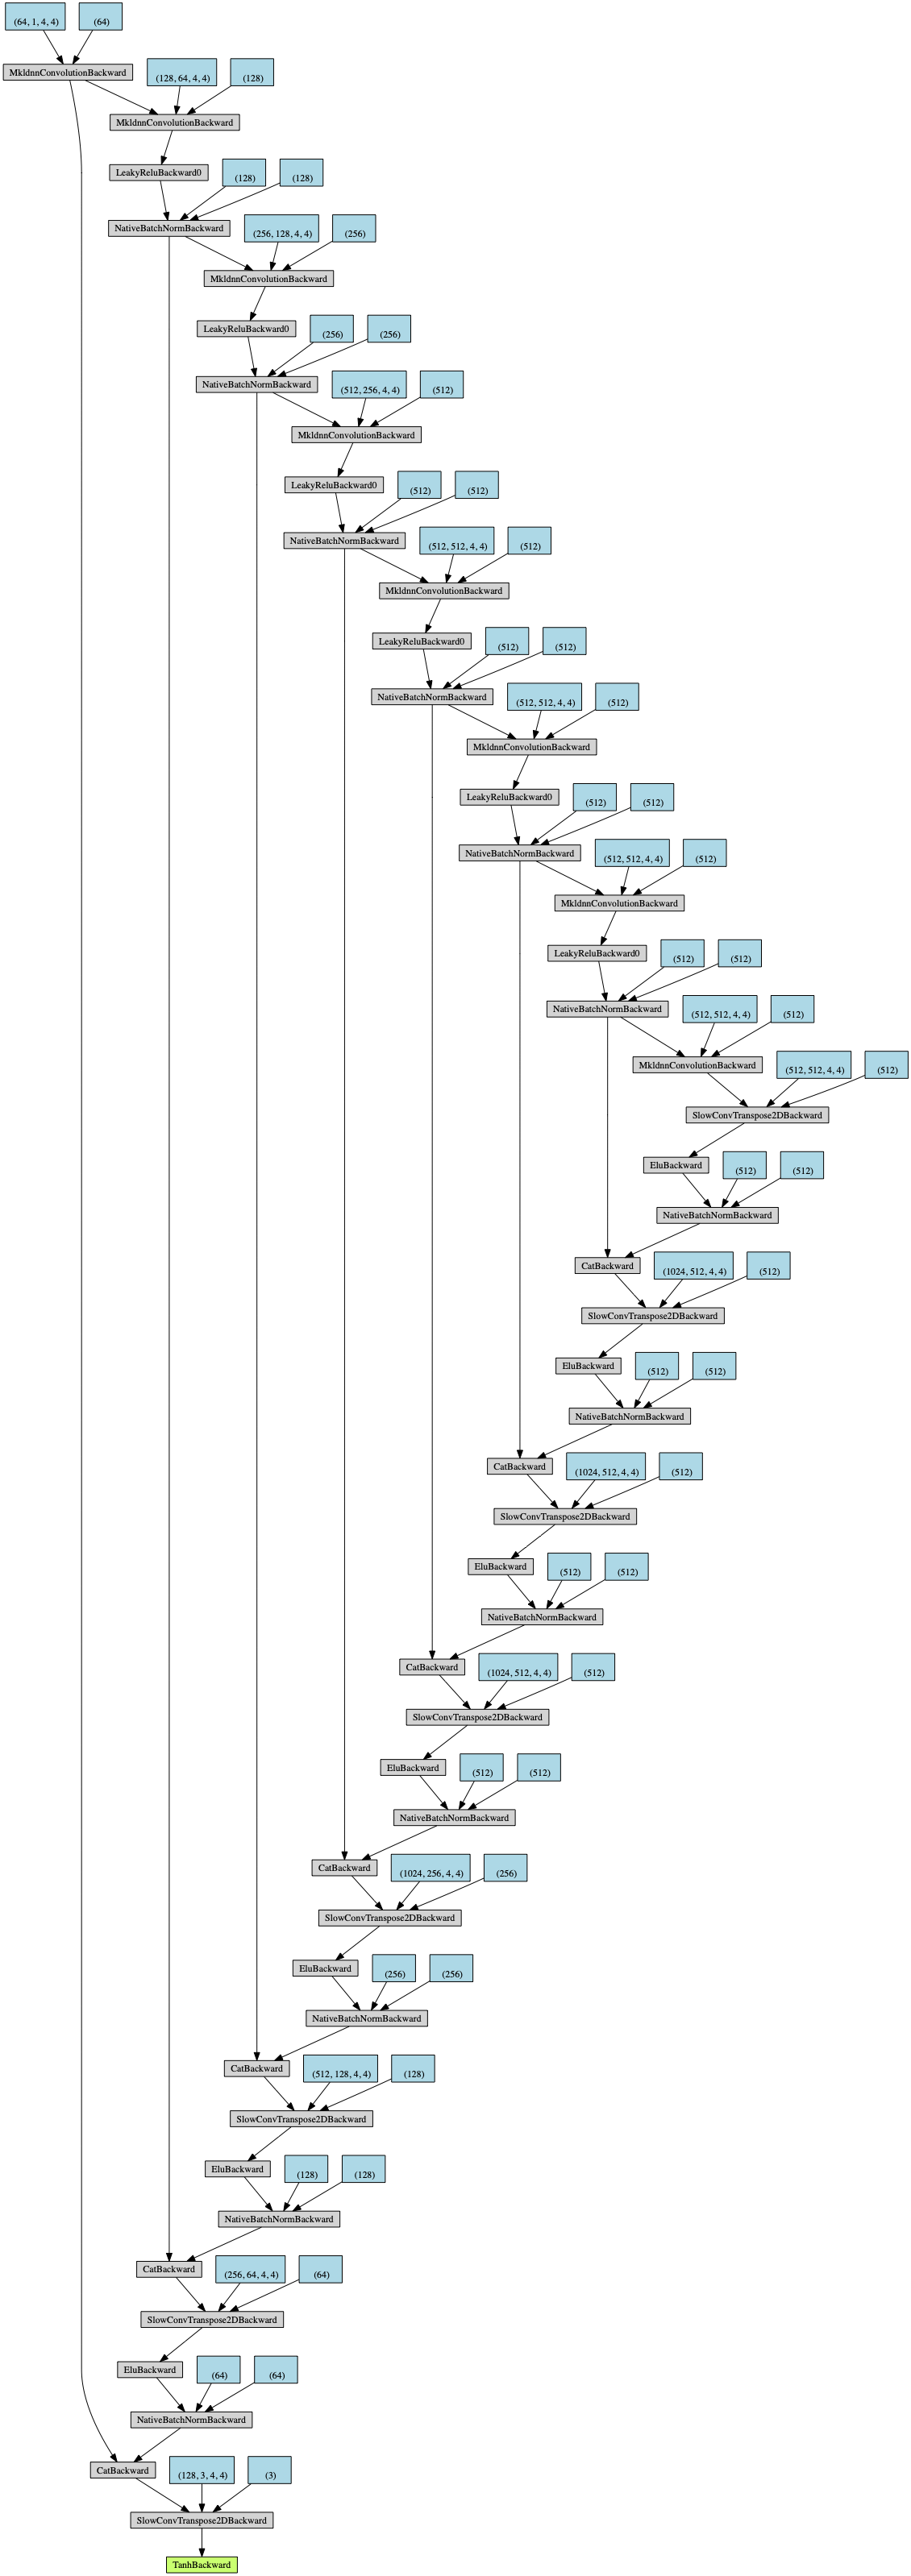 (64, 1, 4, 4)
(64)
MkldnnConvolutionBackward
(128, 64, 4, 4)
(128)
MkldnnConvolutionBackward
LeakyReluBackward0
(128)
(128)
NativeBatchNormBackward
(256, 128, 4, 4)
(256)
MkldnnConvolutionBackward
LeakyReluBackward0
(256)
(256)
NativeBatchNormBackward
(512, 256, 4, 4)
(512)
MkldnnConvolutionBackward
LeakyReluBackward0
(512)
(512)
NativeBatchNormBackward
(512, 512, 4, 4)
(512)
MkldnnConvolutionBackward
LeakyReluBackward0
(512)
(512)
NativeBatchNormBackward
(512, 512, 4, 4)
(512)
MkldnnConvolutionBackward
LeakyReluBackward0
(512)
(512)
NativeBatchNormBackward
(512, 512, 4, 4)
(512)
MkldnnConvolutionBackward
LeakyReluBackward0
(512)
(512)
NativeBatchNormBackward
(512, 512, 4, 4)
(512)
MkldnnConvolutionBackward
(512, 512, 4, 4)
(512)
SlowConvTranspose2DBackward
EluBackward
(512)
(512)
NativeBatchNormBackward
CatBackward
(1024, 512, 4, 4)
(512)
SlowConvTranspose2DBackward
EluBackward
(512)
(512)
NativeBatchNormBackward
CatBackward
(1024, 512, 4, 4)
(512)
SlowConvTranspose2DBackward
EluBackward
(512)
(512)
NativeBatchNormBackward
CatBackward
(1024, 512, 4, 4)
(512)
SlowConvTranspose2DBackward
EluBackward
(512)
(512)
NativeBatchNormBackward
CatBackward
(1024, 256, 4, 4)
(256)
SlowConvTranspose2DBackward
EluBackward
(256)
(256)
NativeBatchNormBackward
CatBackward
(512, 128, 4, 4)
(128)
SlowConvTranspose2DBackward
EluBackward
(128)
(128)
NativeBatchNormBackward
CatBackward
(256, 64, 4, 4)
(64)
SlowConvTranspose2DBackward
EluBackward
(64)
(64)
NativeBatchNormBackward
CatBackward
(128, 3, 4, 4)
(3)
SlowConvTranspose2DBackward
TanhBackward